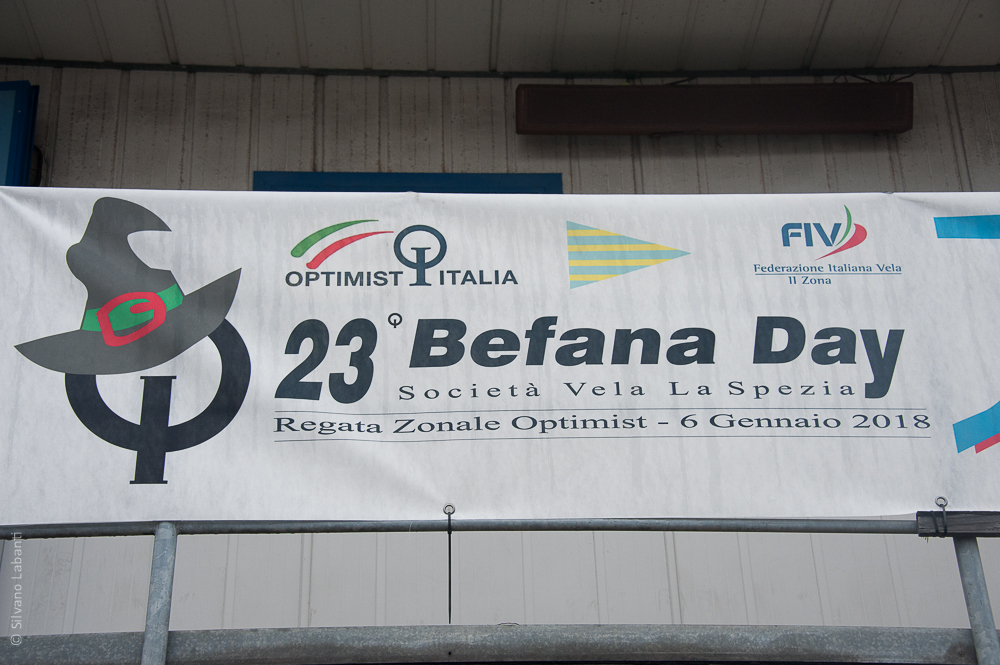 OPTIMIST ITALIA
FIV
Federazione Italiana Vela
II Zona
23° Befana Day
Società Vela La Spezia
Regata Zonale Optimist - 6 Gennaio 2018
© Silvano Labanti